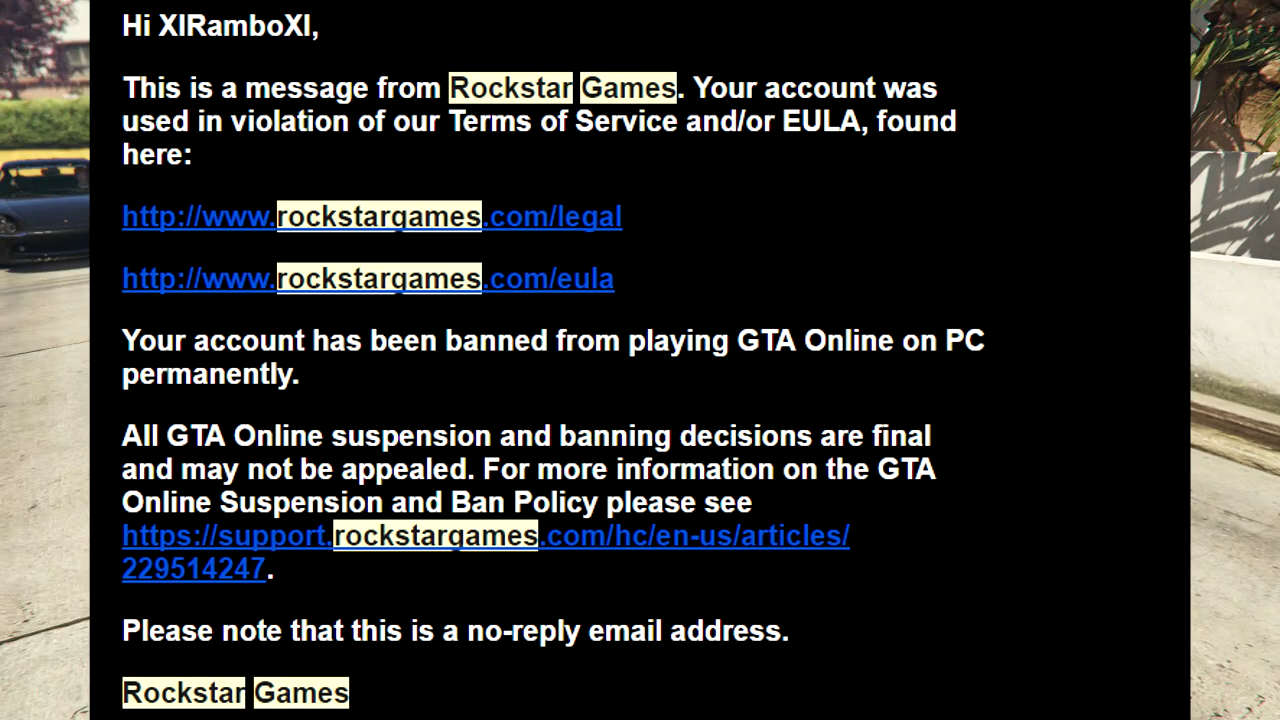 Hi XIRamboXI,
This is a message from Rockstar Games. Your account was
used in violation of our Terms of Service and/or EULA, found
here:
http://www.rockstargames.com/legal
http://www.rockstargames.com/eula
Your account has been banned from playing GTA Online on PC
permanently.
All GTA Online suspension and banning decisions are final
and may not be appealed. For more information on the GTA
Online Suspension and Ban Policy please see
https://support.rockstargames.com/hc/en-us/articles/
229514247.
Please note that this is a no-reply email address.
Rockstar Games